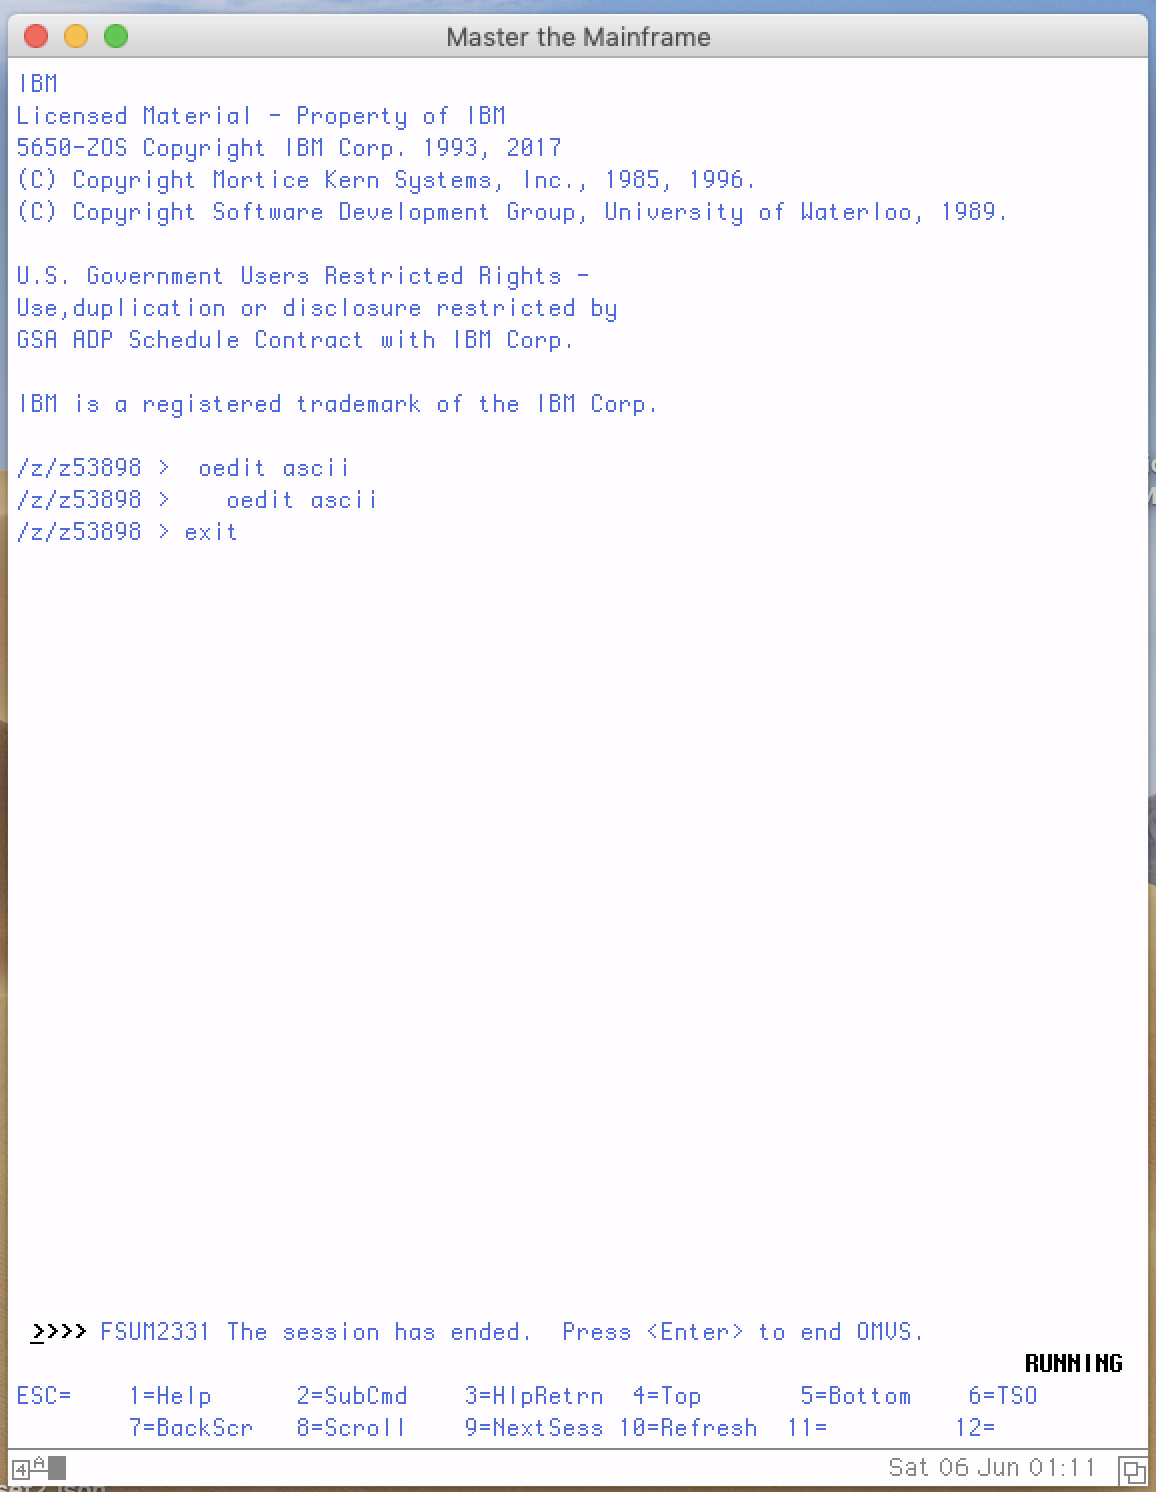 Master the Mainframe
IBM
Licensed Material - Property of IBM
5650-ZOS Copyright IBM Corp. 1993, 2017
(C) Copyright Mortice Kern Systems, Inc., 1985, 1996.
(C) Copyright Software Development Group, University of Waterloo, 1989.
U.S. Government Users Restricted Rights -
Use,duplication or disclosure restricted by
GSA ADP Schedule Contract with IBM Corp.
IBM is a registered trademark of the IBM Corp.
/z/z53898 >  oedit ascii
/z/z53898 >    oedit ascii
/z/z53898 > exit
>>>> FSUM2331 The session has ended.  Press <Enter> to end OMVS.
RUNNING
ESC=    1=Help      2=SubCmd    3=HlpRetrn  4=Top       5=Bottom    6=TSO
7=BackScr   8=Scroll    9=NextSess 10=Refresh  11=         12=
4A Sat 06 Jun 01:11